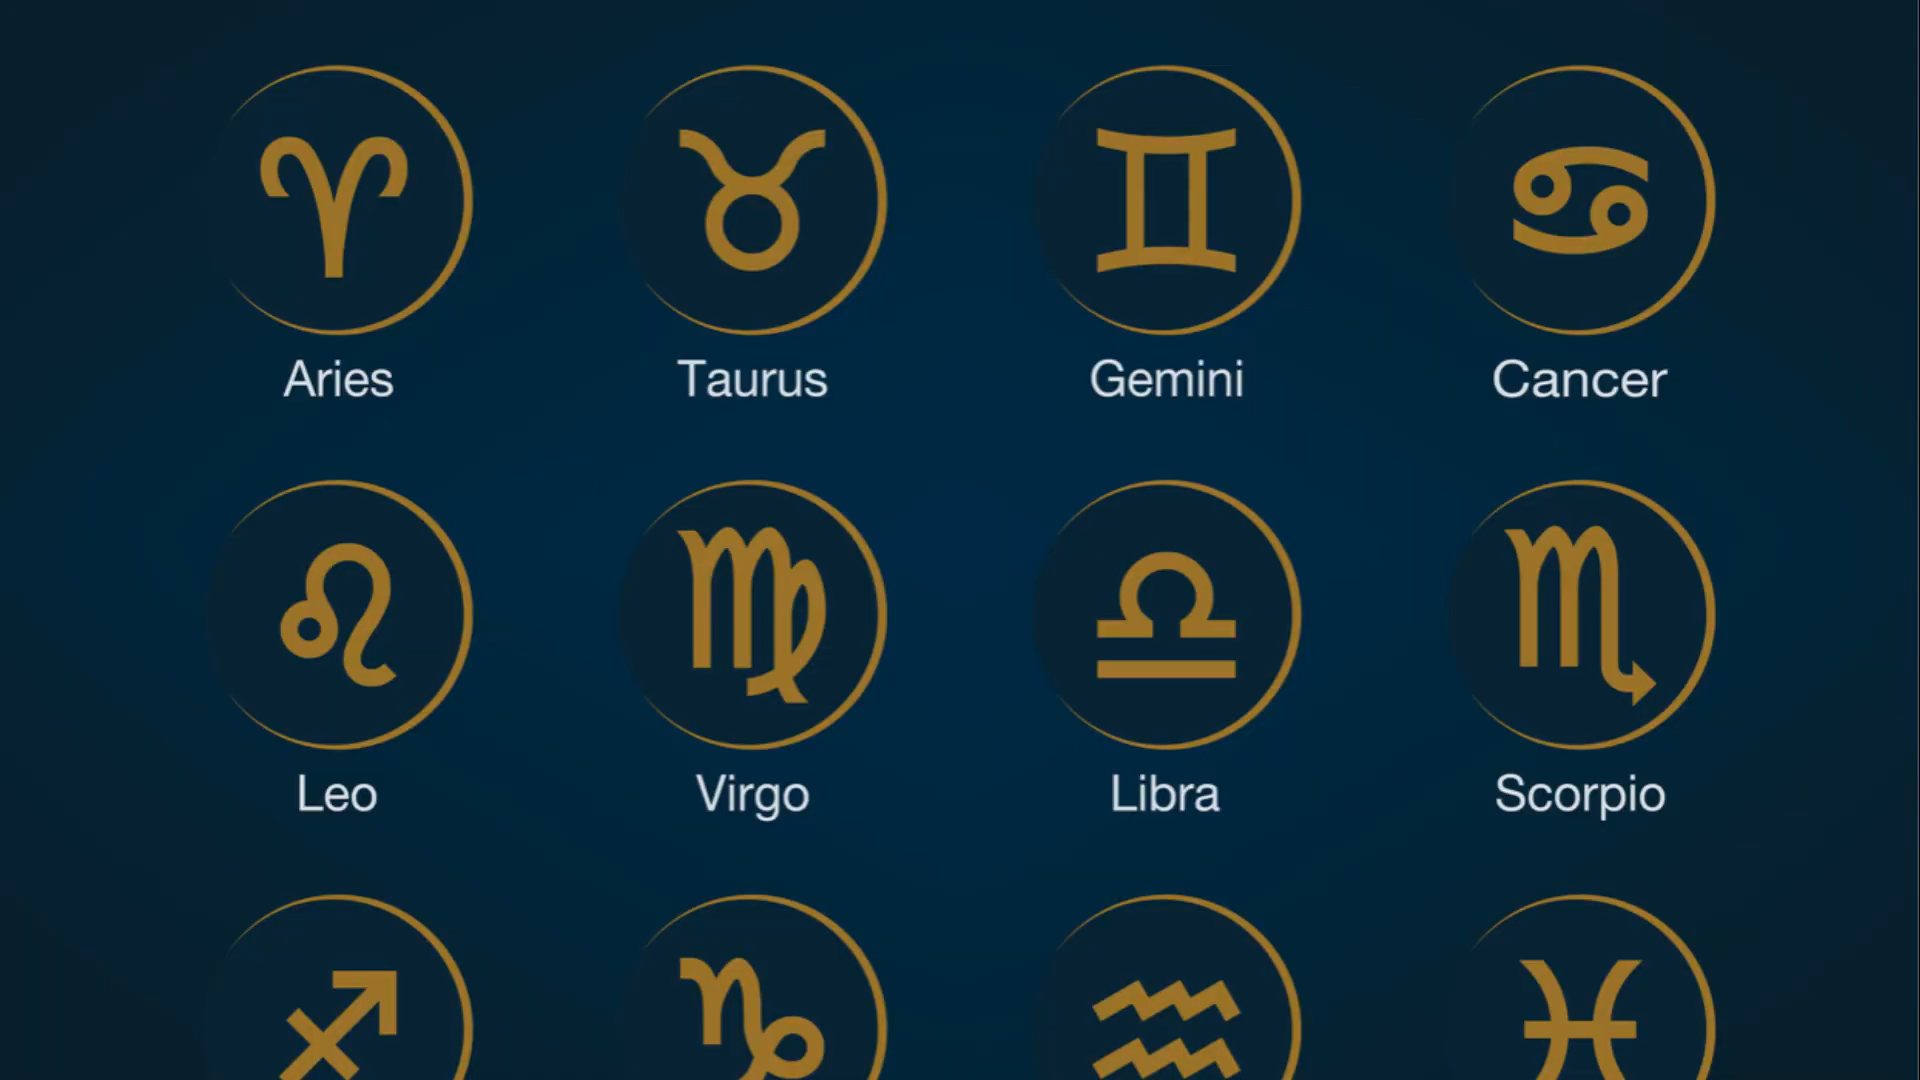 Aries
Taurus
Gemini
Cancer
Leo
Virgo
Libra
Scorpio